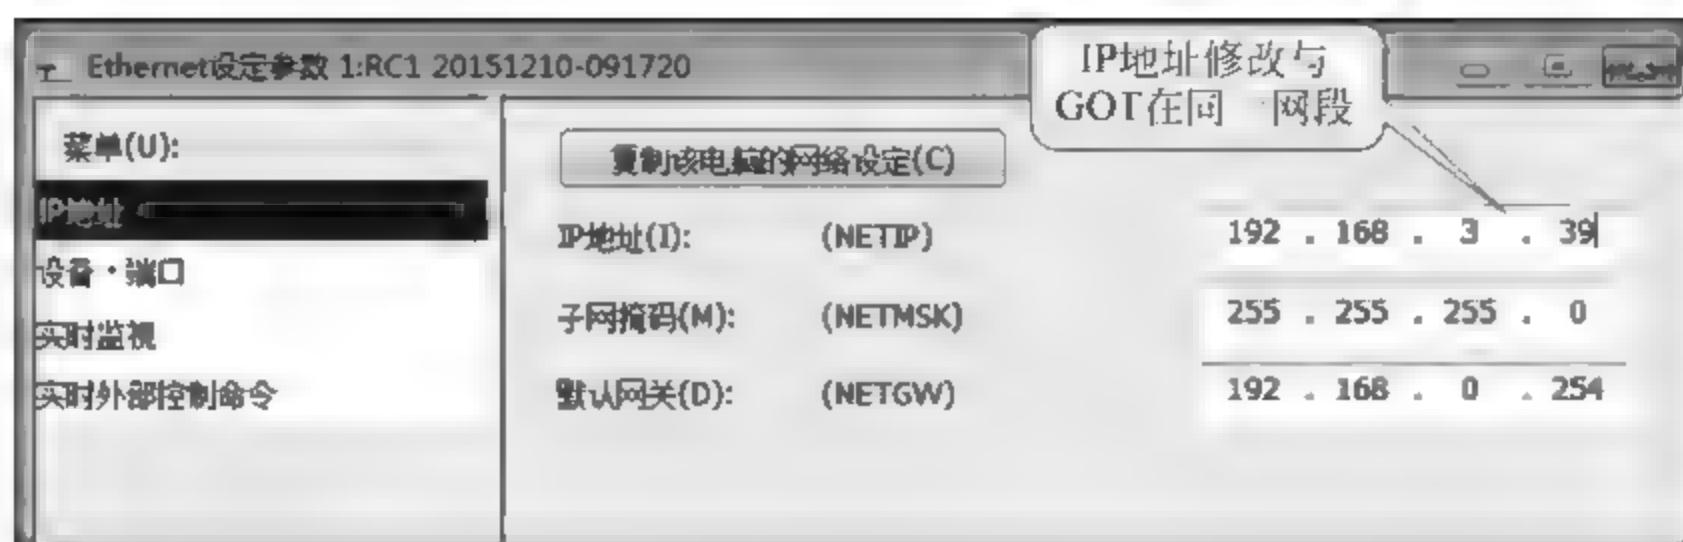 Ethernet设定参数 1:RC1 20151210-091720
IP地址修改与
GOT在同一网段
菜单(U):
IP地址
设备・端口
实时监视
实时外部控制命令
复制该电脑的网络设定(C)
IP地址(I): (NETIP) 192 . 168 . 3 . 39
子网掩码(M): (NETMSK) 255 . 255 . 255 . 0
默认网关(D): (NETGW) 192 . 168 . 0 . 254